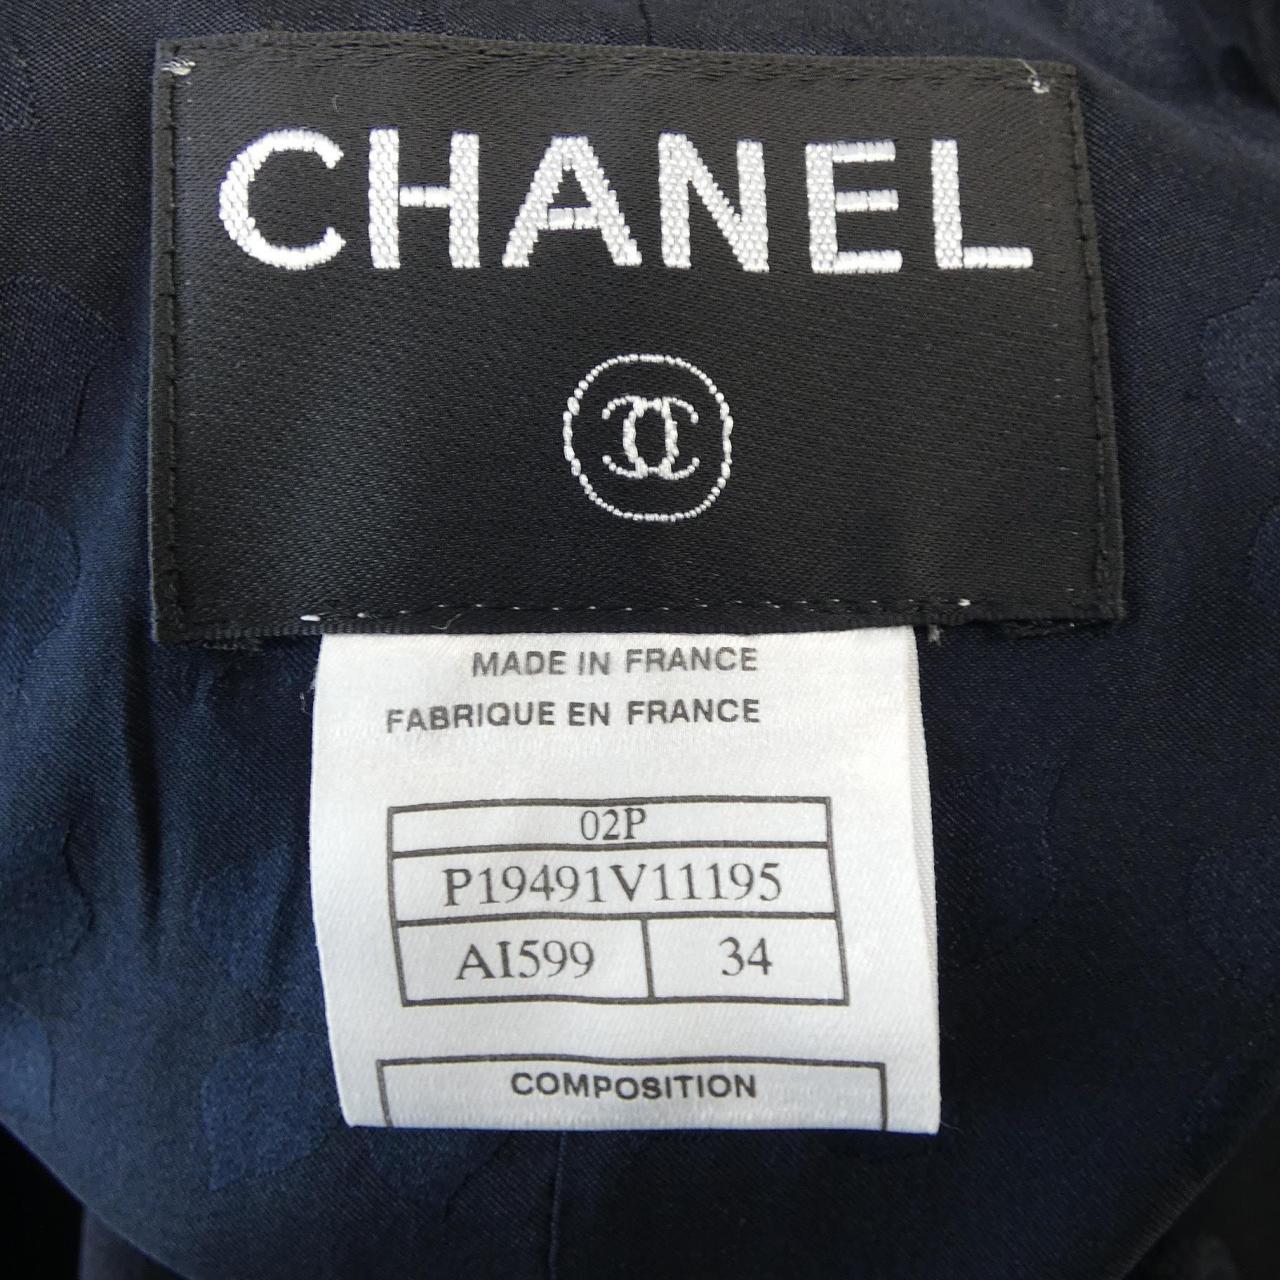 CHANEL
MADE IN FRANCE
FABRIQUE EN FRANCE
02P
P19491V11195
AI599 34
COMPOSITION